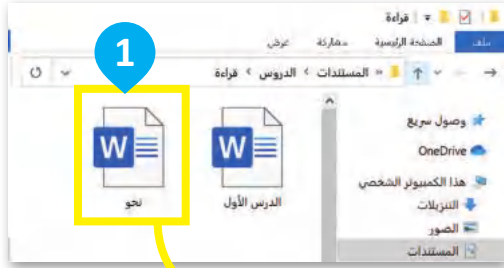 قراءة
ملف الصفحة الرئيسية مشاركة عرض
« المستندات › الدروس › قراءة
1
وصول سريع
OneDrive
هذا الكمبيوتر الشخصي
التنزيلات
الصور
المستندات
W
الدرس الأول
W
نحو